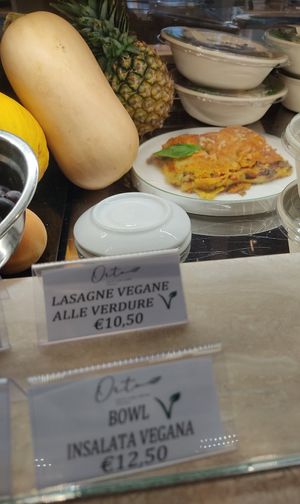 Orto
LASAGNE VEGANE
ALLE VERDURE
€10,50
Orto
BOWL
INSALATA VEGANA
€12,50